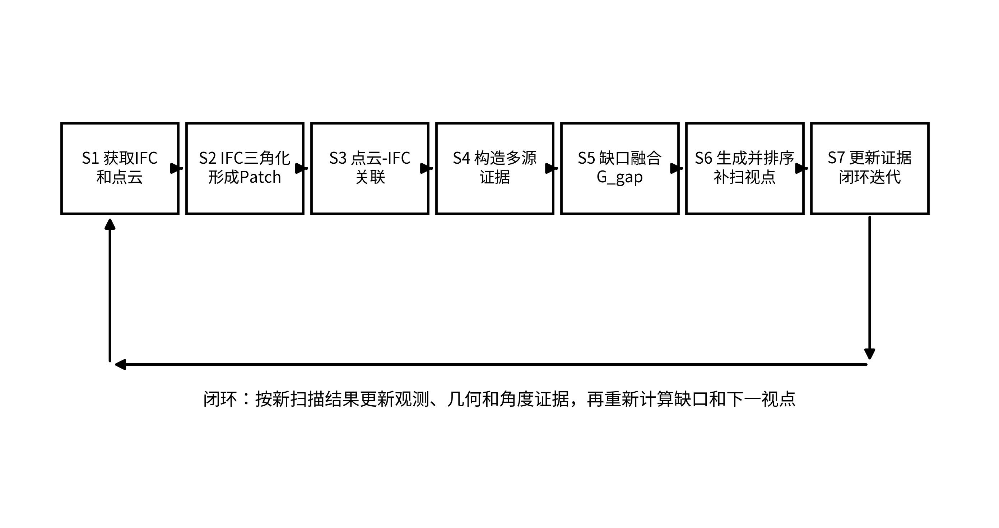 S1 获取IFC
和点云
S2 IFC三角化
形成Patch
S3 点云-IFC
关联
S4 构造多源
证据
S5 缺口融合
G_gap
S6 生成并排序
补扫视点
S7 更新证据
闭环迭代
闭环：按新扫描结果更新观测、几何和角度证据，再重新计算缺口和下一视点